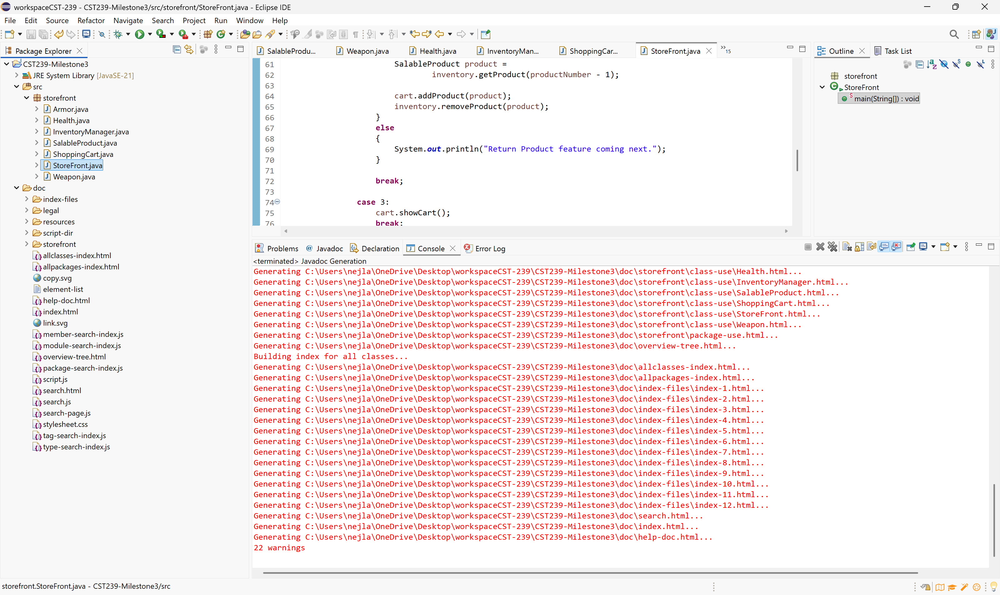 workspaceCST-239 - CST239-Milestone3/src/storefront/StoreFront.java - Eclipse IDE
File Edit Source Refactor Navigate Search Project Run Window Help
Package Explorer
CST239-Milestone3
JRE System Library [JavaSE-21]
src
storefront
Armor.java
Health.java
InventoryManager.java
SalableProduct.java
ShoppingCart.java
StoreFront.java
Weapon.java
doc
index-files
legal
resources
script-dir
storefront
allclasses-index.html
allpackages-index.html
copy.svg
element-list
help-doc.html
index.html
link.svg
member-search-index.js
module-search-index.js
overview-tree.html
package-search-index.js
script.js
search.html
search.js
search-page.js
stylesheet.css
tag-search-index.js
type-search-index.js
SalableProdu... Weapon.java Health.java InventoryMan... ShoppingCar... StoreFront.java »15
61 SalableProduct product =
62 inventory.getProduct(productNumber - 1);
63
64 cart.addProduct(product);
65 inventory.removeProduct(product);
66 }
67 else
68 {
69 System.out.println("Return Product feature coming next.");
70 }
71
72 break;
73
74 case 3:
75 cart.showCart();
76 break;
Outline Task List
storefront
StoreFront
main(String[]) : void
Problems Javadoc Declaration Console Error Log
<terminated> Javadoc Generation
Generating C:\Users\nejla\OneDrive\Desktop\workspaceCST-239\CST239-Milestone3\doc\storefront\class-use\Health.html...
Generating C:\Users\nejla\OneDrive\Desktop\workspaceCST-239\CST239-Milestone3\doc\storefront\class-use\InventoryManager.html...
Generating C:\Users\nejla\OneDrive\Desktop\workspaceCST-239\CST239-Milestone3\doc\storefront\class-use\SalableProduct.html...
Generating C:\Users\nejla\OneDrive\Desktop\workspaceCST-239\CST239-Milestone3\doc\storefront\class-use\ShoppingCart.html...
Generating C:\Users\nejla\OneDrive\Desktop\workspaceCST-239\CST239-Milestone3\doc\storefront\class-use\StoreFront.html...
Generating C:\Users\nejla\OneDrive\Desktop\workspaceCST-239\CST239-Milestone3\doc\storefront\class-use\Weapon.html...
Generating C:\Users\nejla\OneDrive\Desktop\workspaceCST-239\CST239-Milestone3\doc\storefront\package-use.html...
Generating C:\Users\nejla\OneDrive\Desktop\workspaceCST-239\CST239-Milestone3\doc\overview-tree.html...
Building index for all classes...
Generating C:\Users\nejla\OneDrive\Desktop\workspaceCST-239\CST239-Milestone3\doc\allclasses-index.html...
Generating C:\Users\nejla\OneDrive\Desktop\workspaceCST-239\CST239-Milestone3\doc\allpackages-index.html...
Generating C:\Users\nejla\OneDrive\Desktop\workspaceCST-239\CST239-Milestone3\doc\index-files\index-1.html...
Generating C:\Users\nejla\OneDrive\Desktop\workspaceCST-239\CST239-Milestone3\doc\index-files\index-2.html...
Generating C:\Users\nejla\OneDrive\Desktop\workspaceCST-239\CST239-Milestone3\doc\index-files\index-3.html...
Generating C:\Users\nejla\OneDrive\Desktop\workspaceCST-239\CST239-Milestone3\doc\index-files\index-4.html...
Generating C:\Users\nejla\OneDrive\Desktop\workspaceCST-239\CST239-Milestone3\doc\index-files\index-5.html...
Generating C:\Users\nejla\OneDrive\Desktop\workspaceCST-239\CST239-Milestone3\doc\index-files\index-6.html...
Generating C:\Users\nejla\OneDrive\Desktop\workspaceCST-239\CST239-Milestone3\doc\index-files\index-7.html...
Generating C:\Users\nejla\OneDrive\Desktop\workspaceCST-239\CST239-Milestone3\doc\index-files\index-8.html...
Generating C:\Users\nejla\OneDrive\Desktop\workspaceCST-239\CST239-Milestone3\doc\index-files\index-9.html...
Generating C:\Users\nejla\OneDrive\Desktop\workspaceCST-239\CST239-Milestone3\doc\index-files\index-10.html...
Generating C:\Users\nejla\OneDrive\Desktop\workspaceCST-239\CST239-Milestone3\doc\index-files\index-11.html...
Generating C:\Users\nejla\OneDrive\Desktop\workspaceCST-239\CST239-Milestone3\doc\index-files\index-12.html...
Generating C:\Users\nejla\OneDrive\Desktop\workspaceCST-239\CST239-Milestone3\doc\search.html...
Generating C:\Users\nejla\OneDrive\Desktop\workspaceCST-239\CST239-Milestone3\doc\index.html...
Generating C:\Users\nejla\OneDrive\Desktop\workspaceCST-239\CST239-Milestone3\doc\help-doc.html...
22 warnings
storefront.StoreFront.java - CST239-Milestone3/src